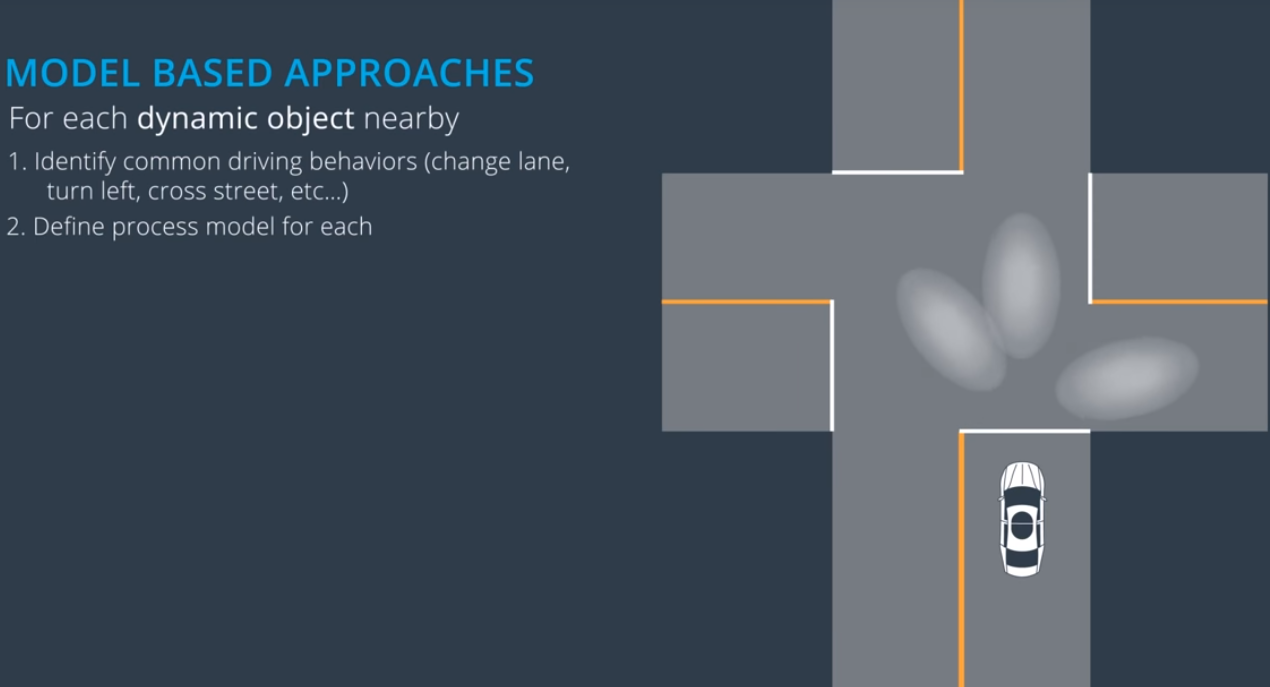 MODEL BASED APPROACHES
For each dynamic object nearby
1. Identify common driving behaviors (change lane,
turn left, cross street, etc...)
2. Define process model for each